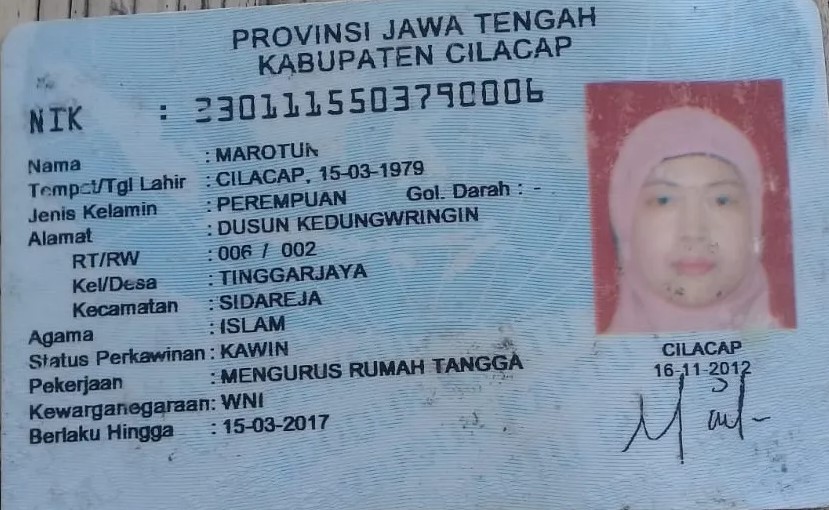 PROVINSI JAWA TENGAH
KABUPATEN CILACAP
NIK : 3301115503790006
Nama : MAROTUN
Tempat/Tgl Lahir : CILACAP, 15-03-1979
Jenis Kelamin : PEREMPUAN Gol. Darah : -
Alamat : DUSUN KEDUNGWRINGIN
RT/RW : 006 / 002
Kel/Desa : TINGGARJAYA
Kecamatan : SIDAREJA
Agama : ISLAM
Status Perkawinan : KAWIN
Pekerjaan : MENGURUS RUMAH TANGGA
Kewarganegaraan: WNI
Berlaku Hingga : 15-03-2017
CILACAP
16-11-2012